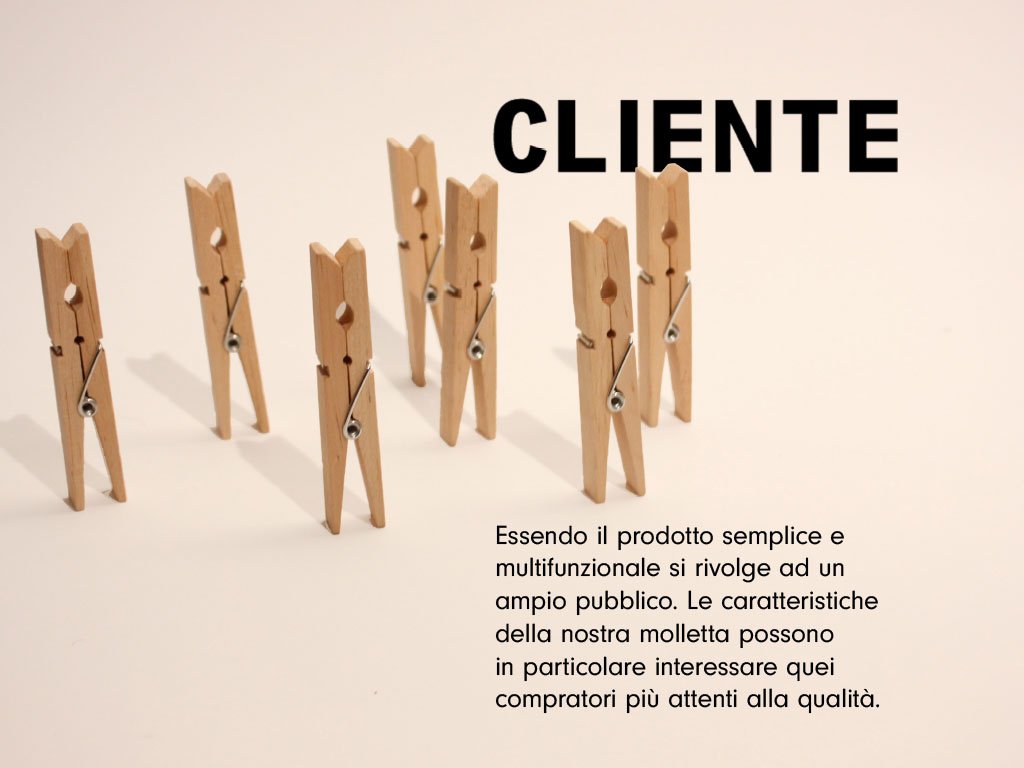 CLIENTE
Essendo il prodotto semplice e
multifunzionale si rivolge ad un
ampio pubblico. Le caratteristiche
della nostra molletta possono
in particolare interessare quei
compratori più attenti alla qualità.